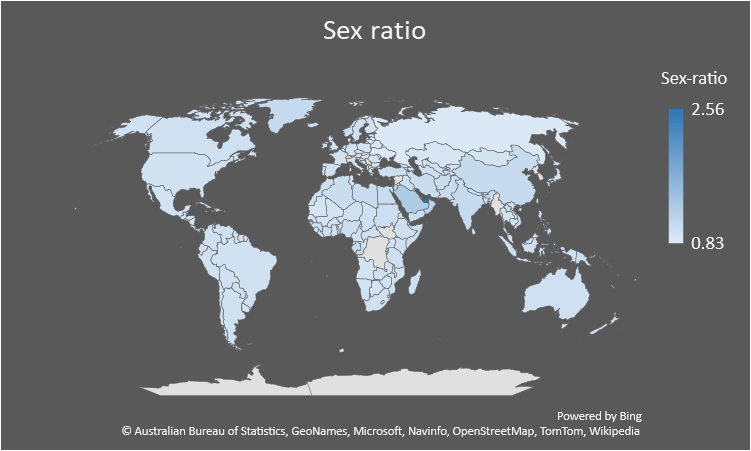 Sex ratio
Sex-ratio
2.56
0.83
Powered by Bing
© Australian Bureau of Statistics, GeoNames, Microsoft, Navinfo, OpenStreetMap, TomTom, Wikipedia